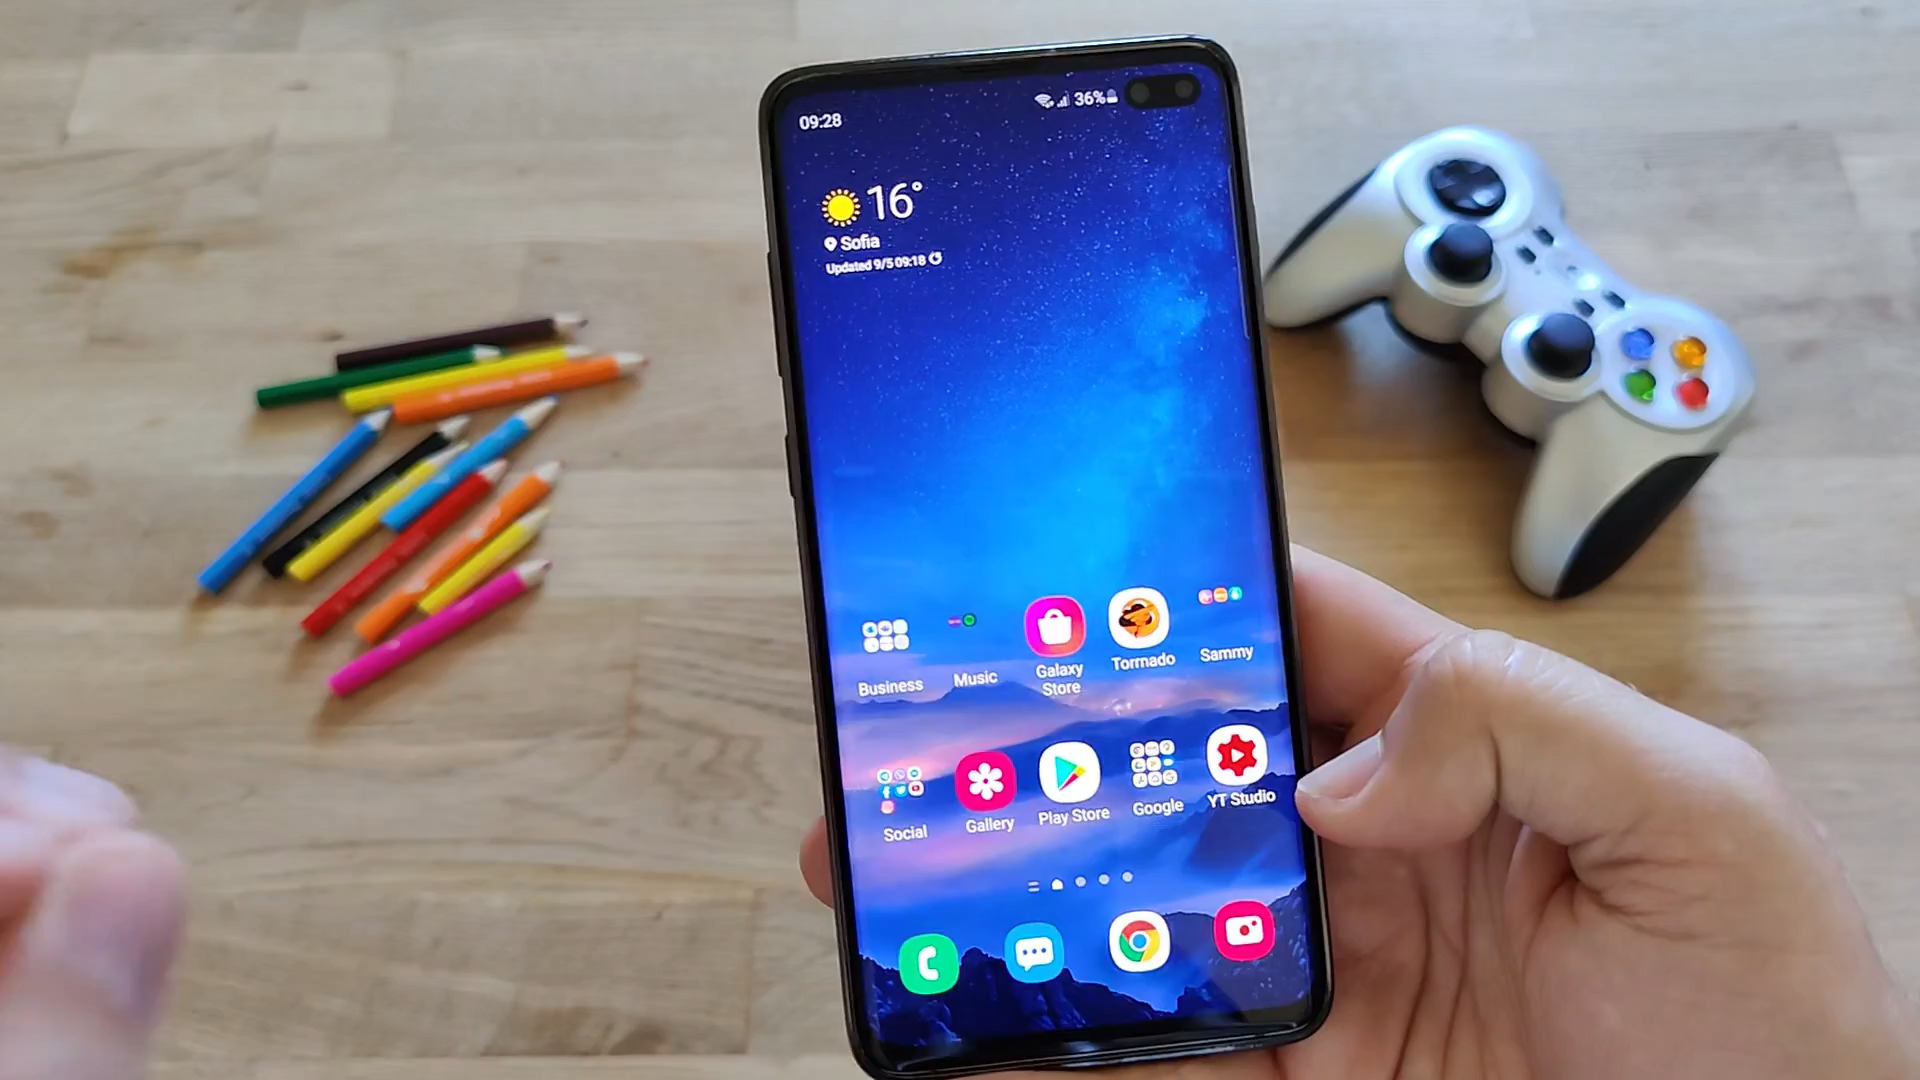 09:28
36%
16°
Sofia
Updated 9/5 09:18
Business
Music
Galaxy
Store
Torrnado
Sammy
Social
Gallery
Play Store
Google
YT Studio